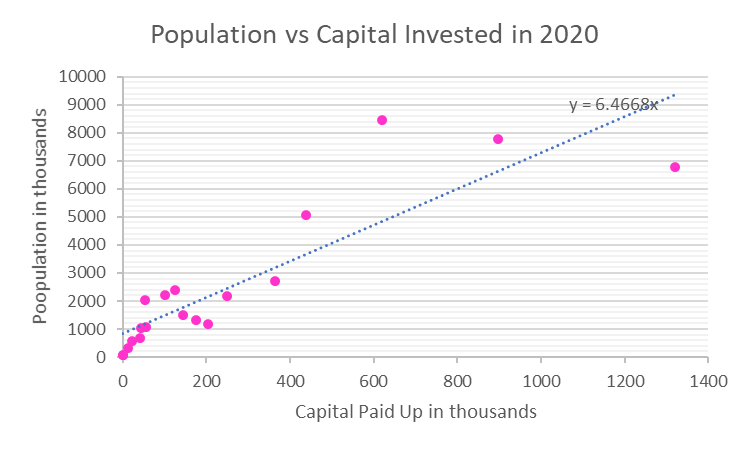 Population vs Capital Invested in 2020
10000
9000
8000
7000
6000
5000
4000
3000
2000
1000
0
y = 6.4668x
Poopulation in thousands
0 200 400 600 800 1000 1200 1400
Capital Paid Up in thousands